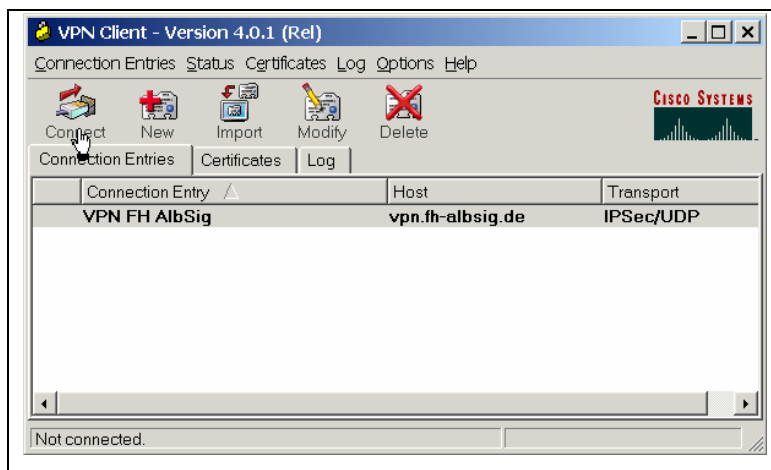 VPN Client - Version 4.0.1 (Rel)
Connection Entries Status Certificates Log Options Help
Connect New Import Modify Delete
CISCO SYSTEMS
Connection Entries Certificates Log
Connection Entry Host Transport
VPN FH AlbSig vpn.fh-albsig.de IPSec/UDP
Not connected.